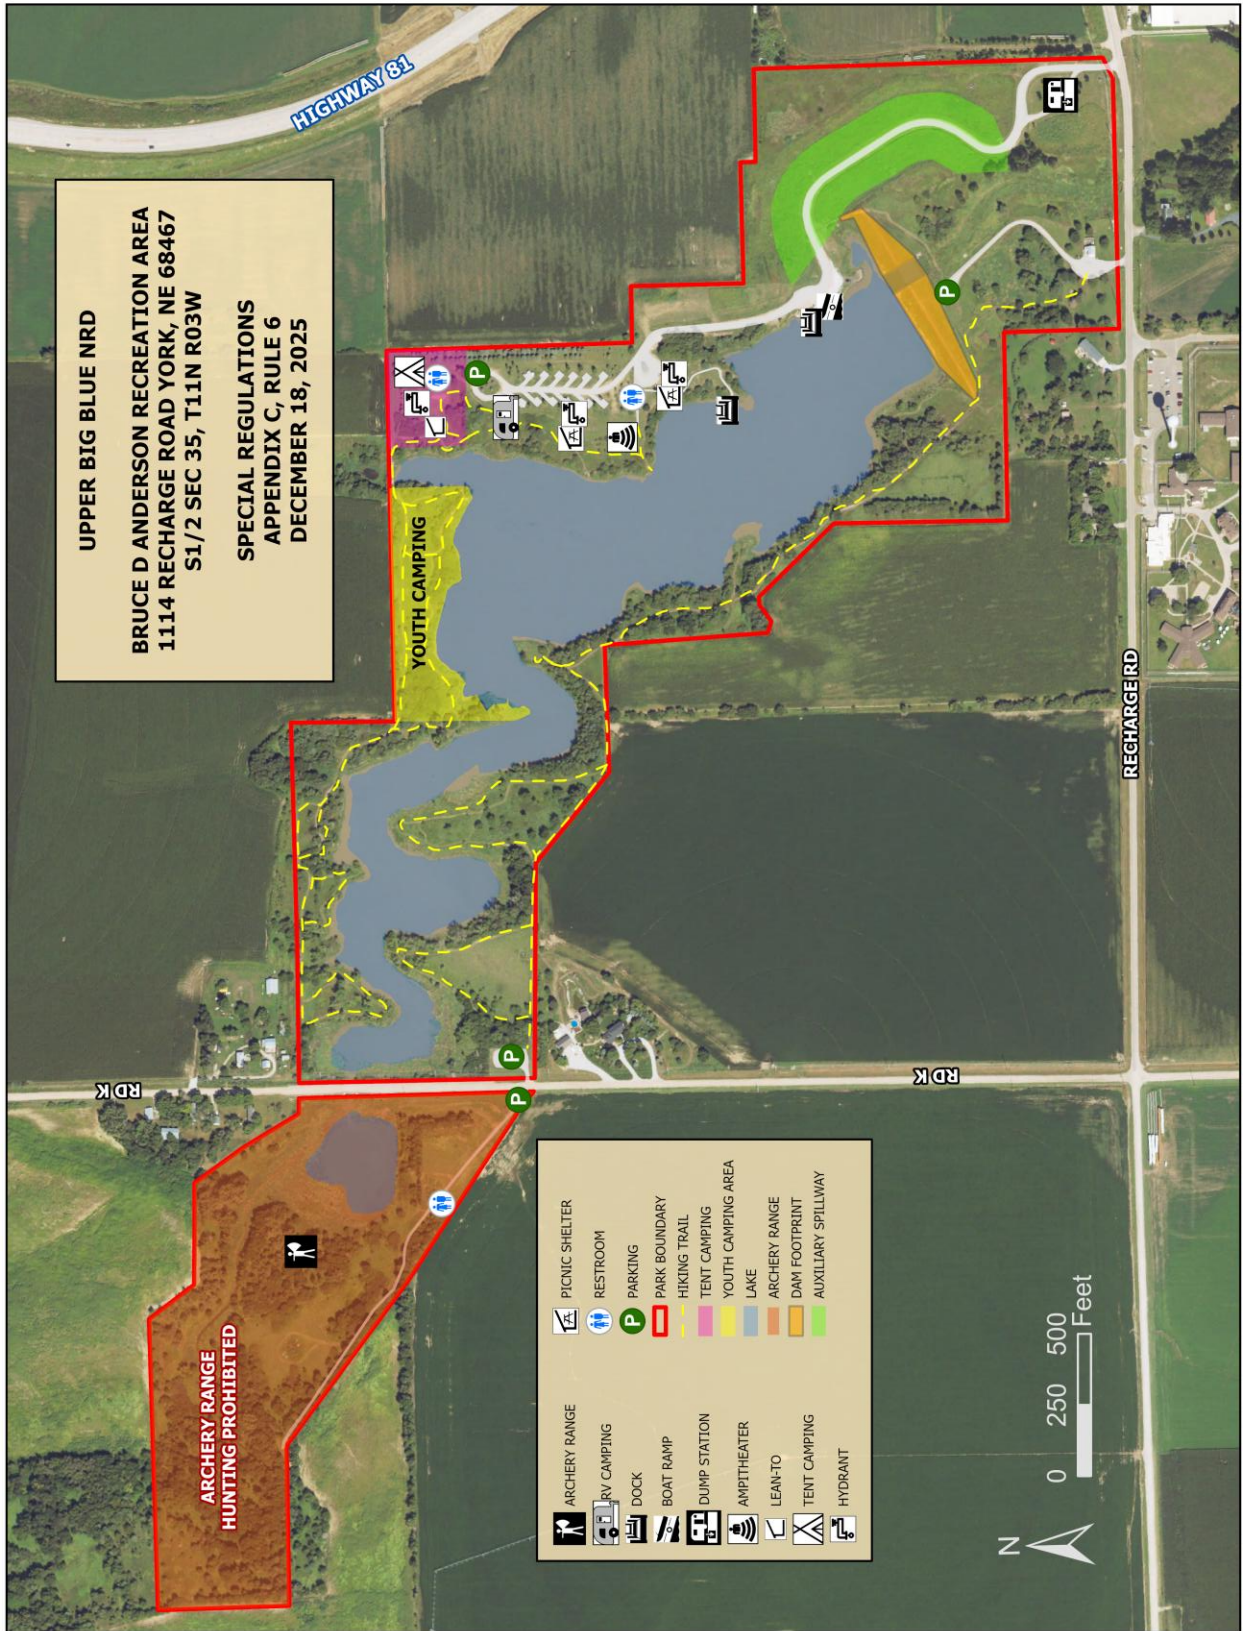 UPPER BIG BLUE NRD
BRUCE D ANDERSON RECREATION AREA
1114 RECHARGE ROAD YORK, NE 68467
S1/2 SEC 35, T11N R03W
SPECIAL REGULATIONS
APPENDIX C, RULE 6
DECEMBER 18, 2025
HIGHWAY 81
YOUTH CAMPING
P
P
P
P
RD K
RD K
RECHARGE RD
ARCHERY RANGE
HUNTING PROHIBITED
ARCHERY RANGE
RV CAMPING
DOCK
BOAT RAMP
DUMP STATION
AMPITHEATER
LEAN-TO
TENT CAMPING
HYDRANT
PICNIC SHELTER
RESTROOM
P PARKING
PARK BOUNDARY
HIKING TRAIL
TENT CAMPING
YOUTH CAMPING AREA
LAKE
ARCHERY RANGE
DAM FOOTPRINT
AUXILIARY SPILLWAY
N
0 250 500
Feet